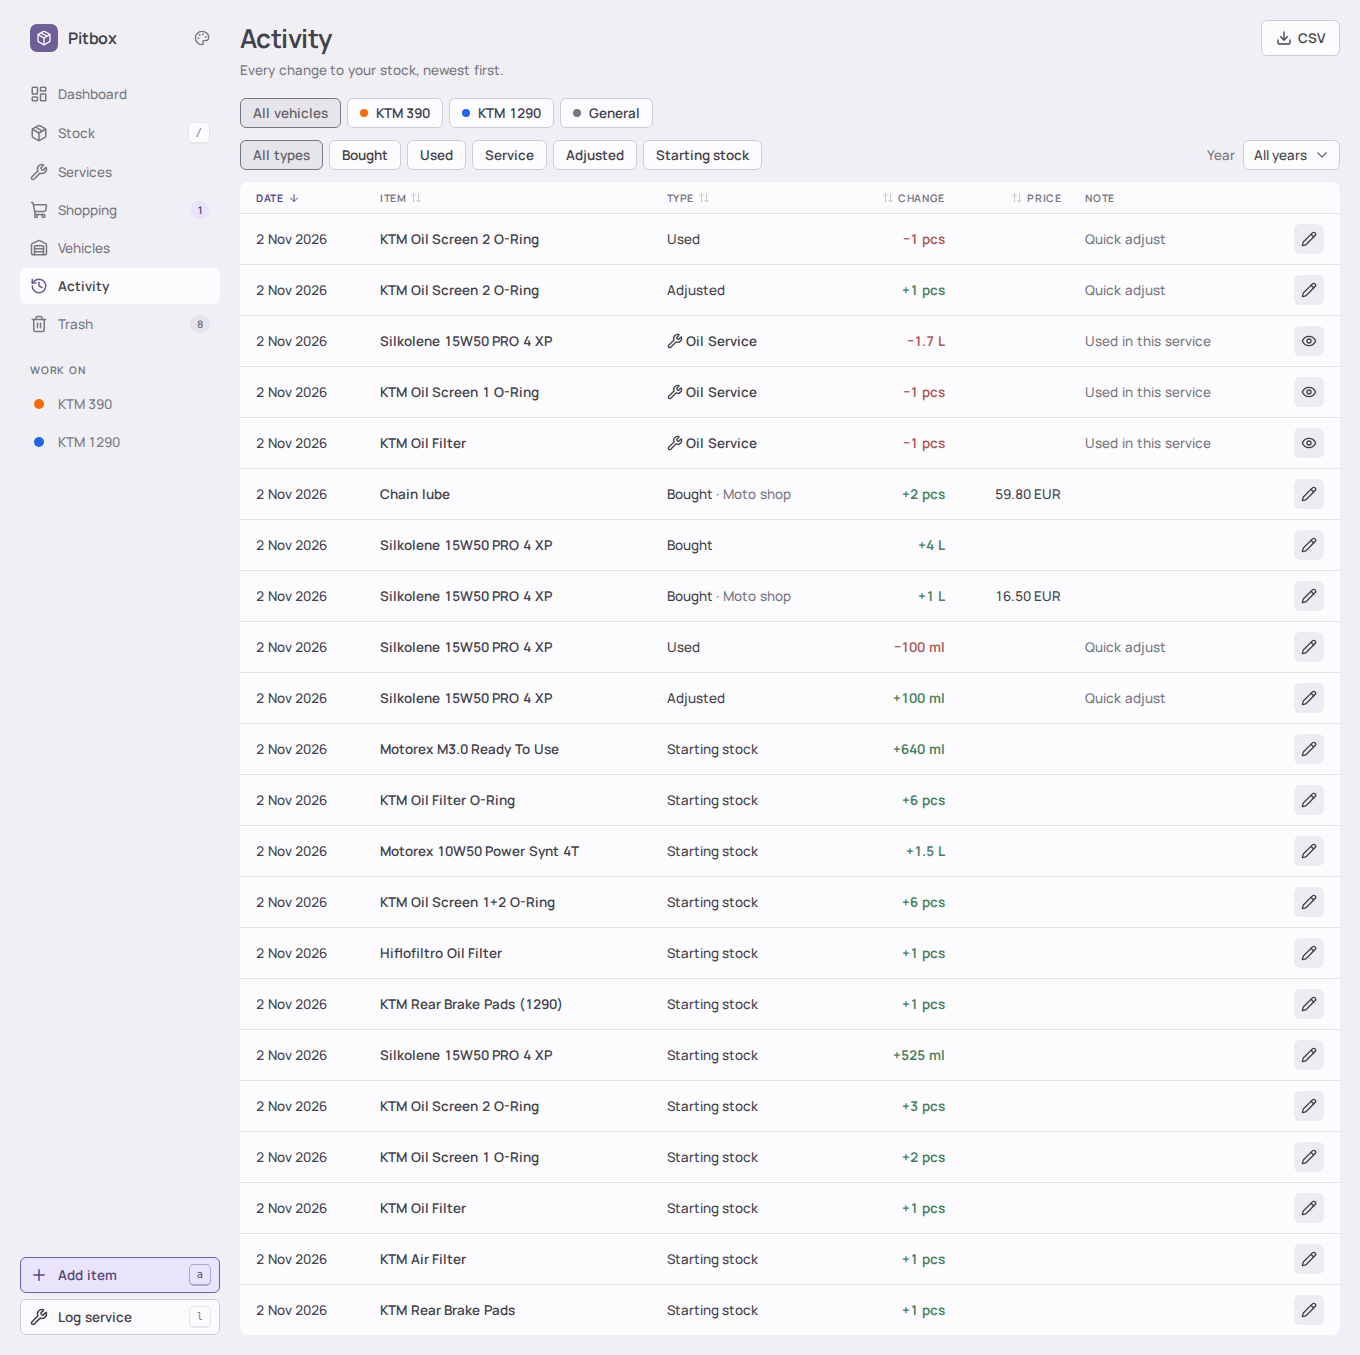 Pitbox
Dashboard
Stock /
Services
Shopping 1
Vehicles
Activity
Trash 8
WORK ON
KTM 390
KTM 1290
Add item a
Log service l
Activity
CSV
Every change to your stock, newest first.
All vehicles KTM 390 KTM 1290 General
All types Bought Used Service Adjusted Starting stock Year All years
DATE ITEM TYPE CHANGE PRICE NOTE
2 Nov 2026 KTM Oil Screen 2 O-Ring Used −1 pcs Quick adjust
2 Nov 2026 KTM Oil Screen 2 O-Ring Adjusted +1 pcs Quick adjust
2 Nov 2026 Silkolene 15W50 PRO 4 XP Oil Service −1.7 L Used in this service
2 Nov 2026 KTM Oil Screen 1 O-Ring Oil Service −1 pcs Used in this service
2 Nov 2026 KTM Oil Filter Oil Service −1 pcs Used in this service
2 Nov 2026 Chain lube Bought · Moto shop +2 pcs 59.80 EUR
2 Nov 2026 Silkolene 15W50 PRO 4 XP Bought +4 L
2 Nov 2026 Silkolene 15W50 PRO 4 XP Bought · Moto shop +1 L 16.50 EUR
2 Nov 2026 Silkolene 15W50 PRO 4 XP Used −100 ml Quick adjust
2 Nov 2026 Silkolene 15W50 PRO 4 XP Adjusted +100 ml Quick adjust
2 Nov 2026 Motorex M3.0 Ready To Use Starting stock +640 ml
2 Nov 2026 KTM Oil Filter O-Ring Starting stock +6 pcs
2 Nov 2026 Motorex 10W50 Power Synt 4T Starting stock +1.5 L
2 Nov 2026 KTM Oil Screen 1+2 O-Ring Starting stock +6 pcs
2 Nov 2026 Hiflofiltro Oil Filter Starting stock +1 pcs
2 Nov 2026 KTM Rear Brake Pads (1290) Starting stock +1 pcs
2 Nov 2026 Silkolene 15W50 PRO 4 XP Starting stock +525 ml
2 Nov 2026 KTM Oil Screen 2 O-Ring Starting stock +3 pcs
2 Nov 2026 KTM Oil Screen 1 O-Ring Starting stock +2 pcs
2 Nov 2026 KTM Oil Filter Starting stock +1 pcs
2 Nov 2026 KTM Air Filter Starting stock +1 pcs
2 Nov 2026 KTM Rear Brake Pads Starting stock +1 pcs